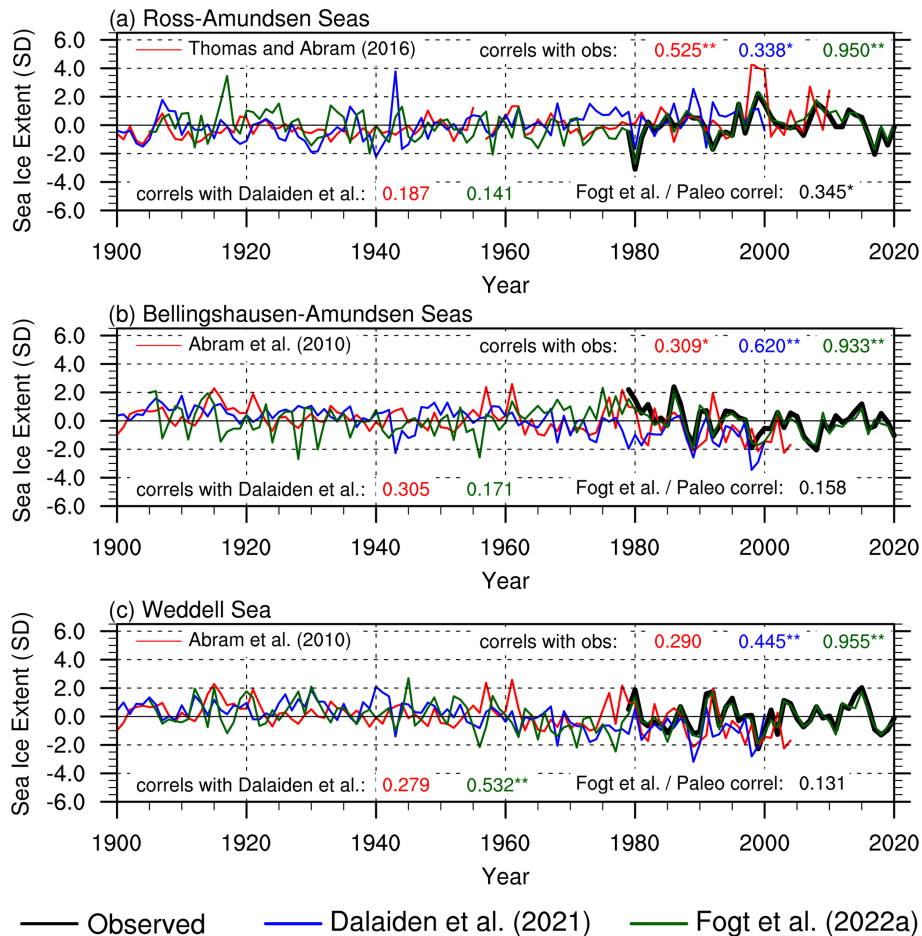 (a) Ross-Amundsen Seas
Thomas and Abram (2016) correls with obs: 0.525** 0.338* 0.950**
6.0
4.0
2.0
0.0
-2.0
-4.0
-6.0
Sea Ice Extent (SD)
correls with Dalaiden et al.: 0.187 0.141 Fogt et al. / Paleo correl: 0.345*
1900 1920 1940 1960 1980 2000 2020
Year
(b) Bellingshausen-Amundsen Seas
Abram et al. (2010) correls with obs: 0.309* 0.620** 0.933**
6.0
4.0
2.0
0.0
-2.0
-4.0
-6.0
Sea Ice Extent (SD)
correls with Dalaiden et al.: 0.305 0.171 Fogt et al. / Paleo correl: 0.158
1900 1920 1940 1960 1980 2000 2020
Year
(c) Weddell Sea
Abram et al. (2010) correls with obs: 0.290 0.445** 0.955**
6.0
4.0
2.0
0.0
-2.0
-4.0
-6.0
Sea Ice Extent (SD)
correls with Dalaiden et al.: 0.279 0.532** Fogt et al. / Paleo correl: 0.131
1900 1920 1940 1960 1980 2000 2020
Year
Observed Dalaiden et al. (2021) Fogt et al. (2022a)